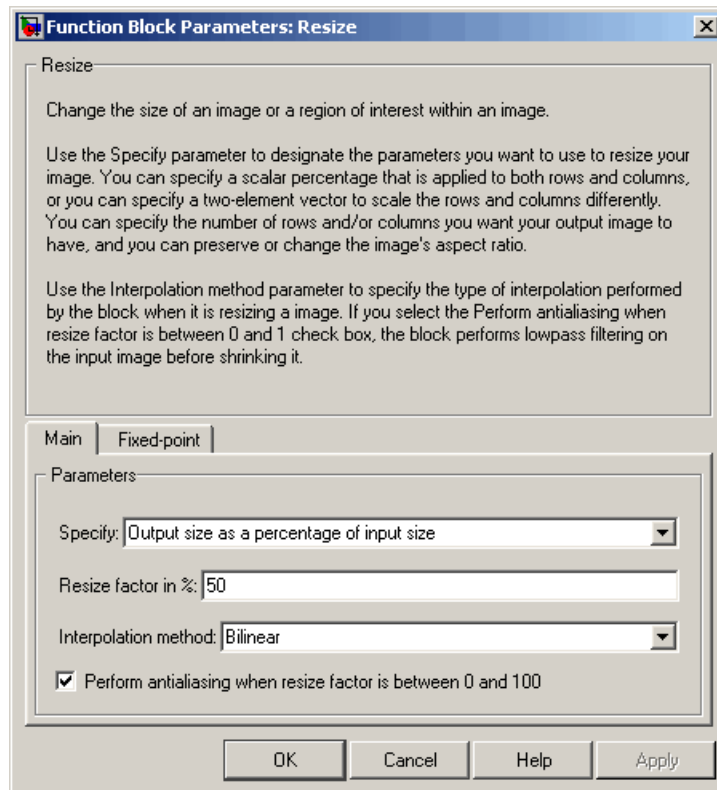 Function Block Parameters: Resize
Resize
Change the size of an image or a region of interest within an image.
Use the Specify parameter to designate the parameters you want to use to resize your
image. You can specify a scalar percentage that is applied to both rows and columns,
or you can specify a two-element vector to scale the rows and columns differently.
You can specify the number of rows and/or columns you want your output image to
have, and you can preserve or change the image's aspect ratio.
Use the Interpolation method parameter to specify the type of interpolation performed
by the block when it is resizing a image. If you select the Perform antialiasing when
resize factor is between 0 and 1 check box, the block performs lowpass filtering on
the input image before shrinking it.
Main Fixed-point
Parameters
Specify: Output size as a percentage of input size
Resize factor in %: 50
Interpolation method: Bilinear
Perform antialiasing when resize factor is between 0 and 100
OK Cancel Help Apply